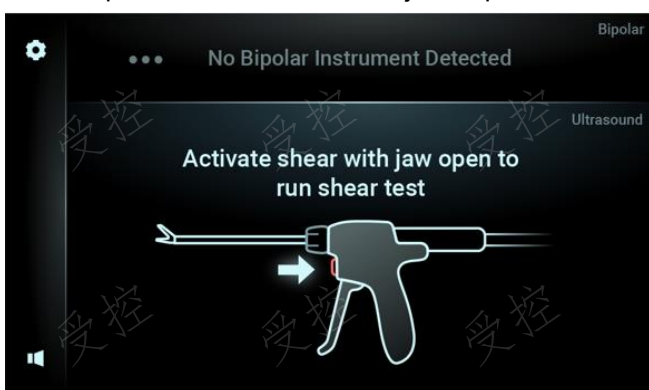 Bipolar
No Bipolar Instrument Detected
Ultrasound
受控 受控 受控
Activate shear with jaw open to
run shear test
受控 受控 受控